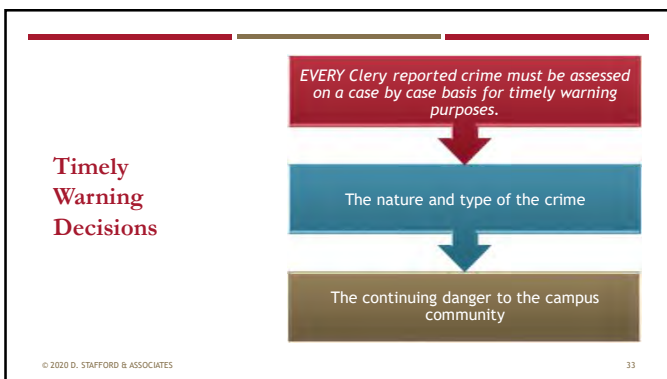 Timely
Warning
Decisions
EVERY Clery reported crime must be assessed
on a case by case basis for timely warning
purposes.
The nature and type of the crime
The continuing danger to the campus
community
© 2020 D. STAFFORD & ASSOCIATES
33